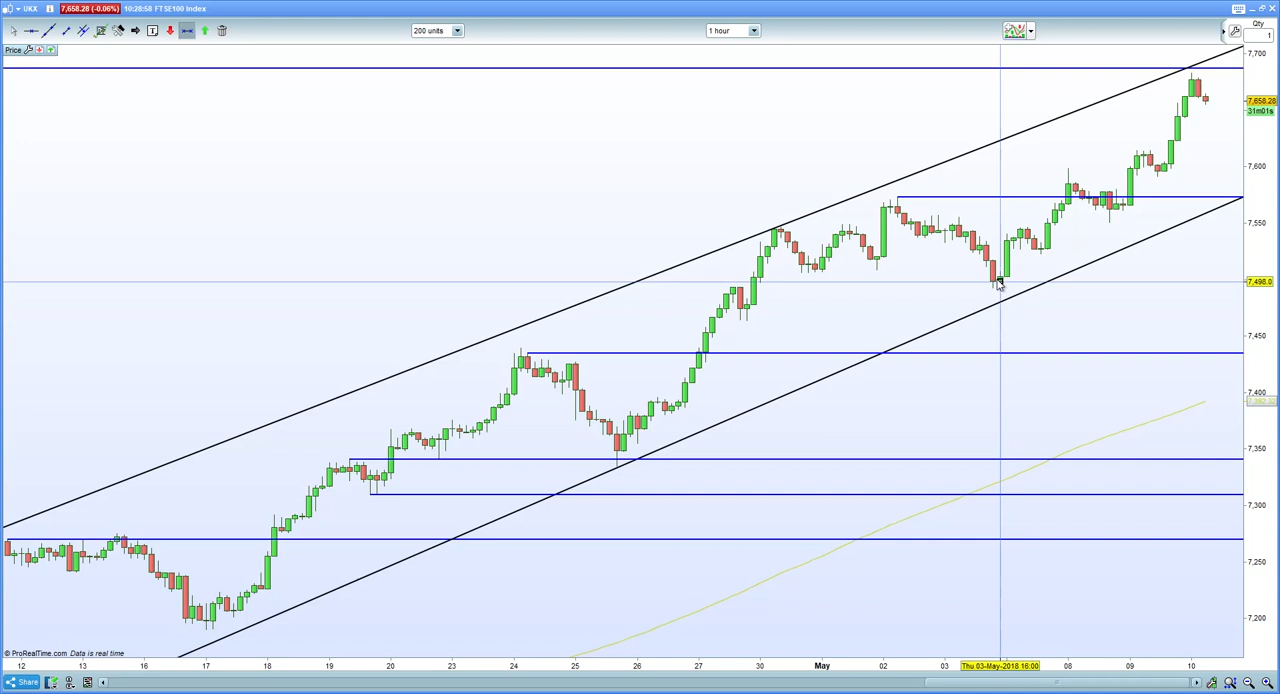 UKX 7,658.28 (-0.06%) 10:28:58 FTSE100 Index
200 units 1 hour Qty
1
Price
7,700
7,658.28
31m01s
7,600
7,550
7,498.0
7,450
7,400
7,350
7,300
7,250
7,200
© ProRealTime.com Data is real time
12 13 16 17 18 19 20 23 24 25 26 27 30 May 02 03 Thu 03-May-2018 16:00 08 09 10
Share